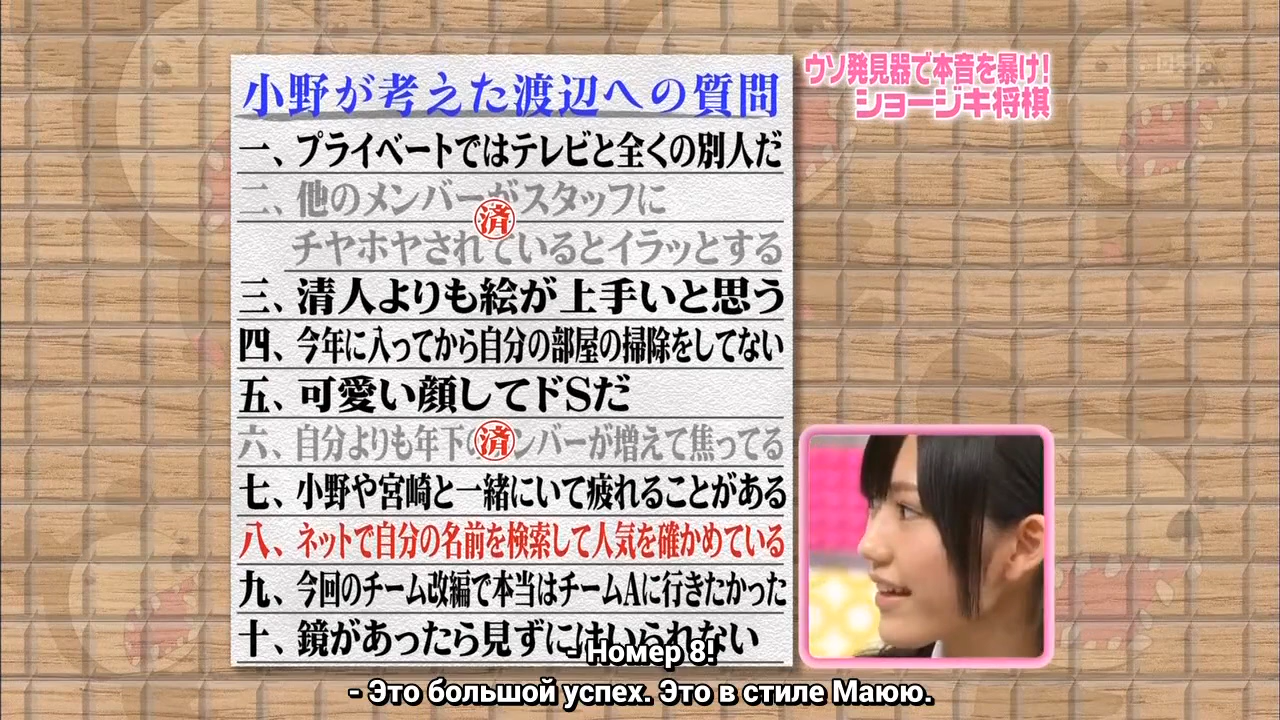 小野が考えた渡辺への質問
一、プライベートではテレビと全くの別人だ
二、他のメンバーがスタッフに
済
チヤホヤされているとイラッとする
三、清人よりも絵が上手いと思う
四、今年に入ってから自分の部屋の掃除をしてない
五、可愛い顔してドSだ
六、自分よりも年下の済ンバーが増えて焦ってる
七、小野や宮崎と一緒にいて疲れることがある
八、ネットで自分の名前を検索して人気を確かめている
九、今回のチーム改編で本当はチームAに行きたかった
十、鏡があったら見ずにはいられない
ウソ発見器で本音を暴け!
ショージキ将棋
- Номер 8!
- Это большой успех. Это в стиле Маюю.